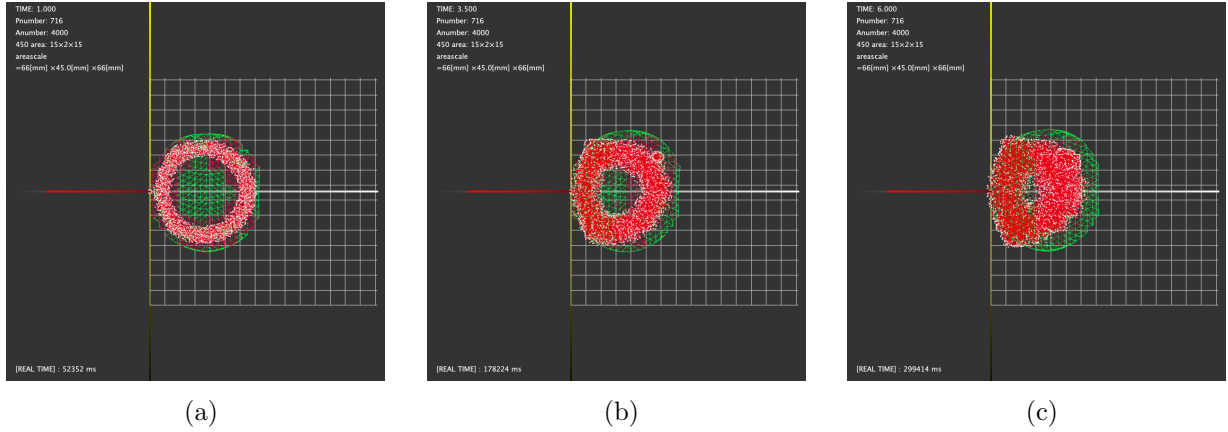 TIME: 1.000
Pnumber: 716
Anumber: 4000
450 area: 15×2×15
areascale
=66[mm] ×45.0[mm] ×66[mm]
[REAL TIME] : 52352 ms
(a)
TIME: 3.500
Pnumber: 716
Anumber: 4000
450 area: 15×2×15
areascale
=66[mm] ×45.0[mm] ×66[mm]
[REAL TIME] : 178224 ms
(b)
TIME: 6.000
Pnumber: 716
Anumber: 4000
450 area: 15×2×15
areascale
=66[mm] ×45.0[mm] ×66[mm]
[REAL TIME] : 299414 ms
(c)